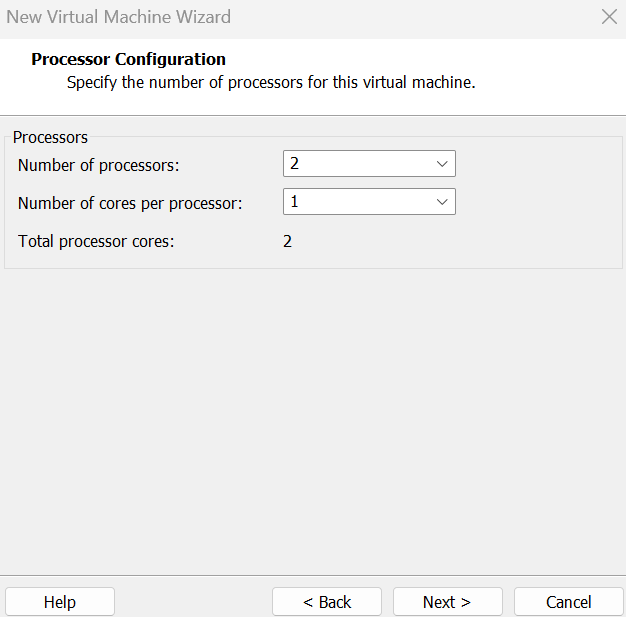 New Virtual Machine Wizard
Processor Configuration
Specify the number of processors for this virtual machine.
Processors
Number of processors: 2
Number of cores per processor: 1
Total processor cores: 2
Help < Back Next > Cancel